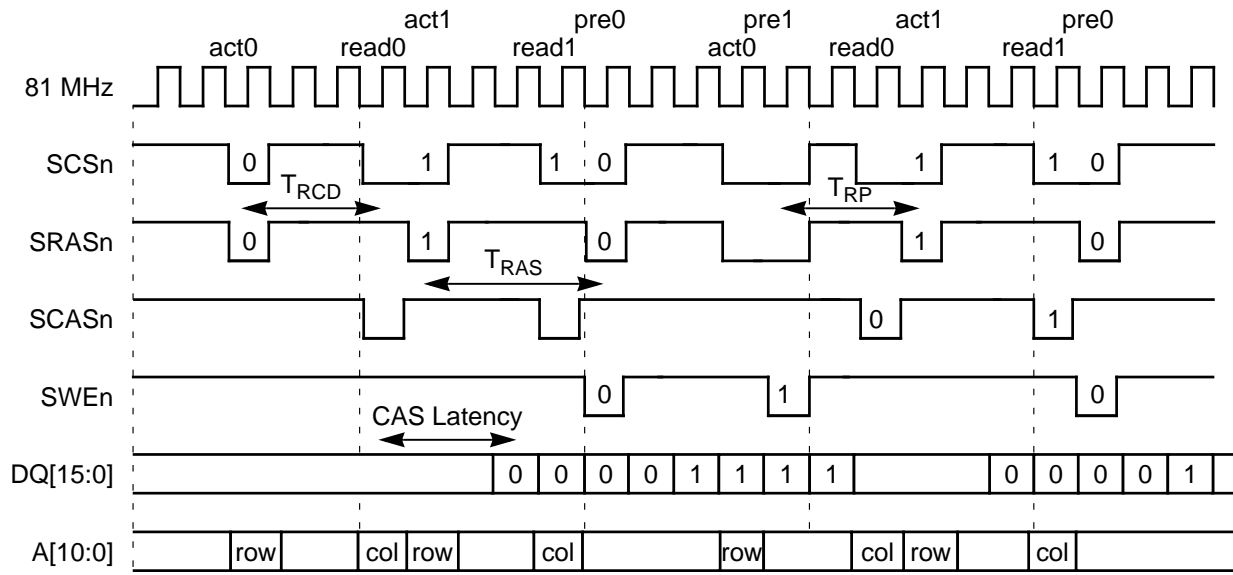 act1 pre0 pre1 act1 pre0
act0 read0 read1 act0 read0 read1
81 MHz
SCSn 0 1 1 0 1 1 0
TRCD TRP
SRASn 0 1 0 1 0
TRAS
SCASn 0 1
SWEn 0 1 0
CAS Latency
DQ[15:0] 0 0 0 0 1 1 1 1 0 0 0 0 1
A[10:0] row col row col row col row col